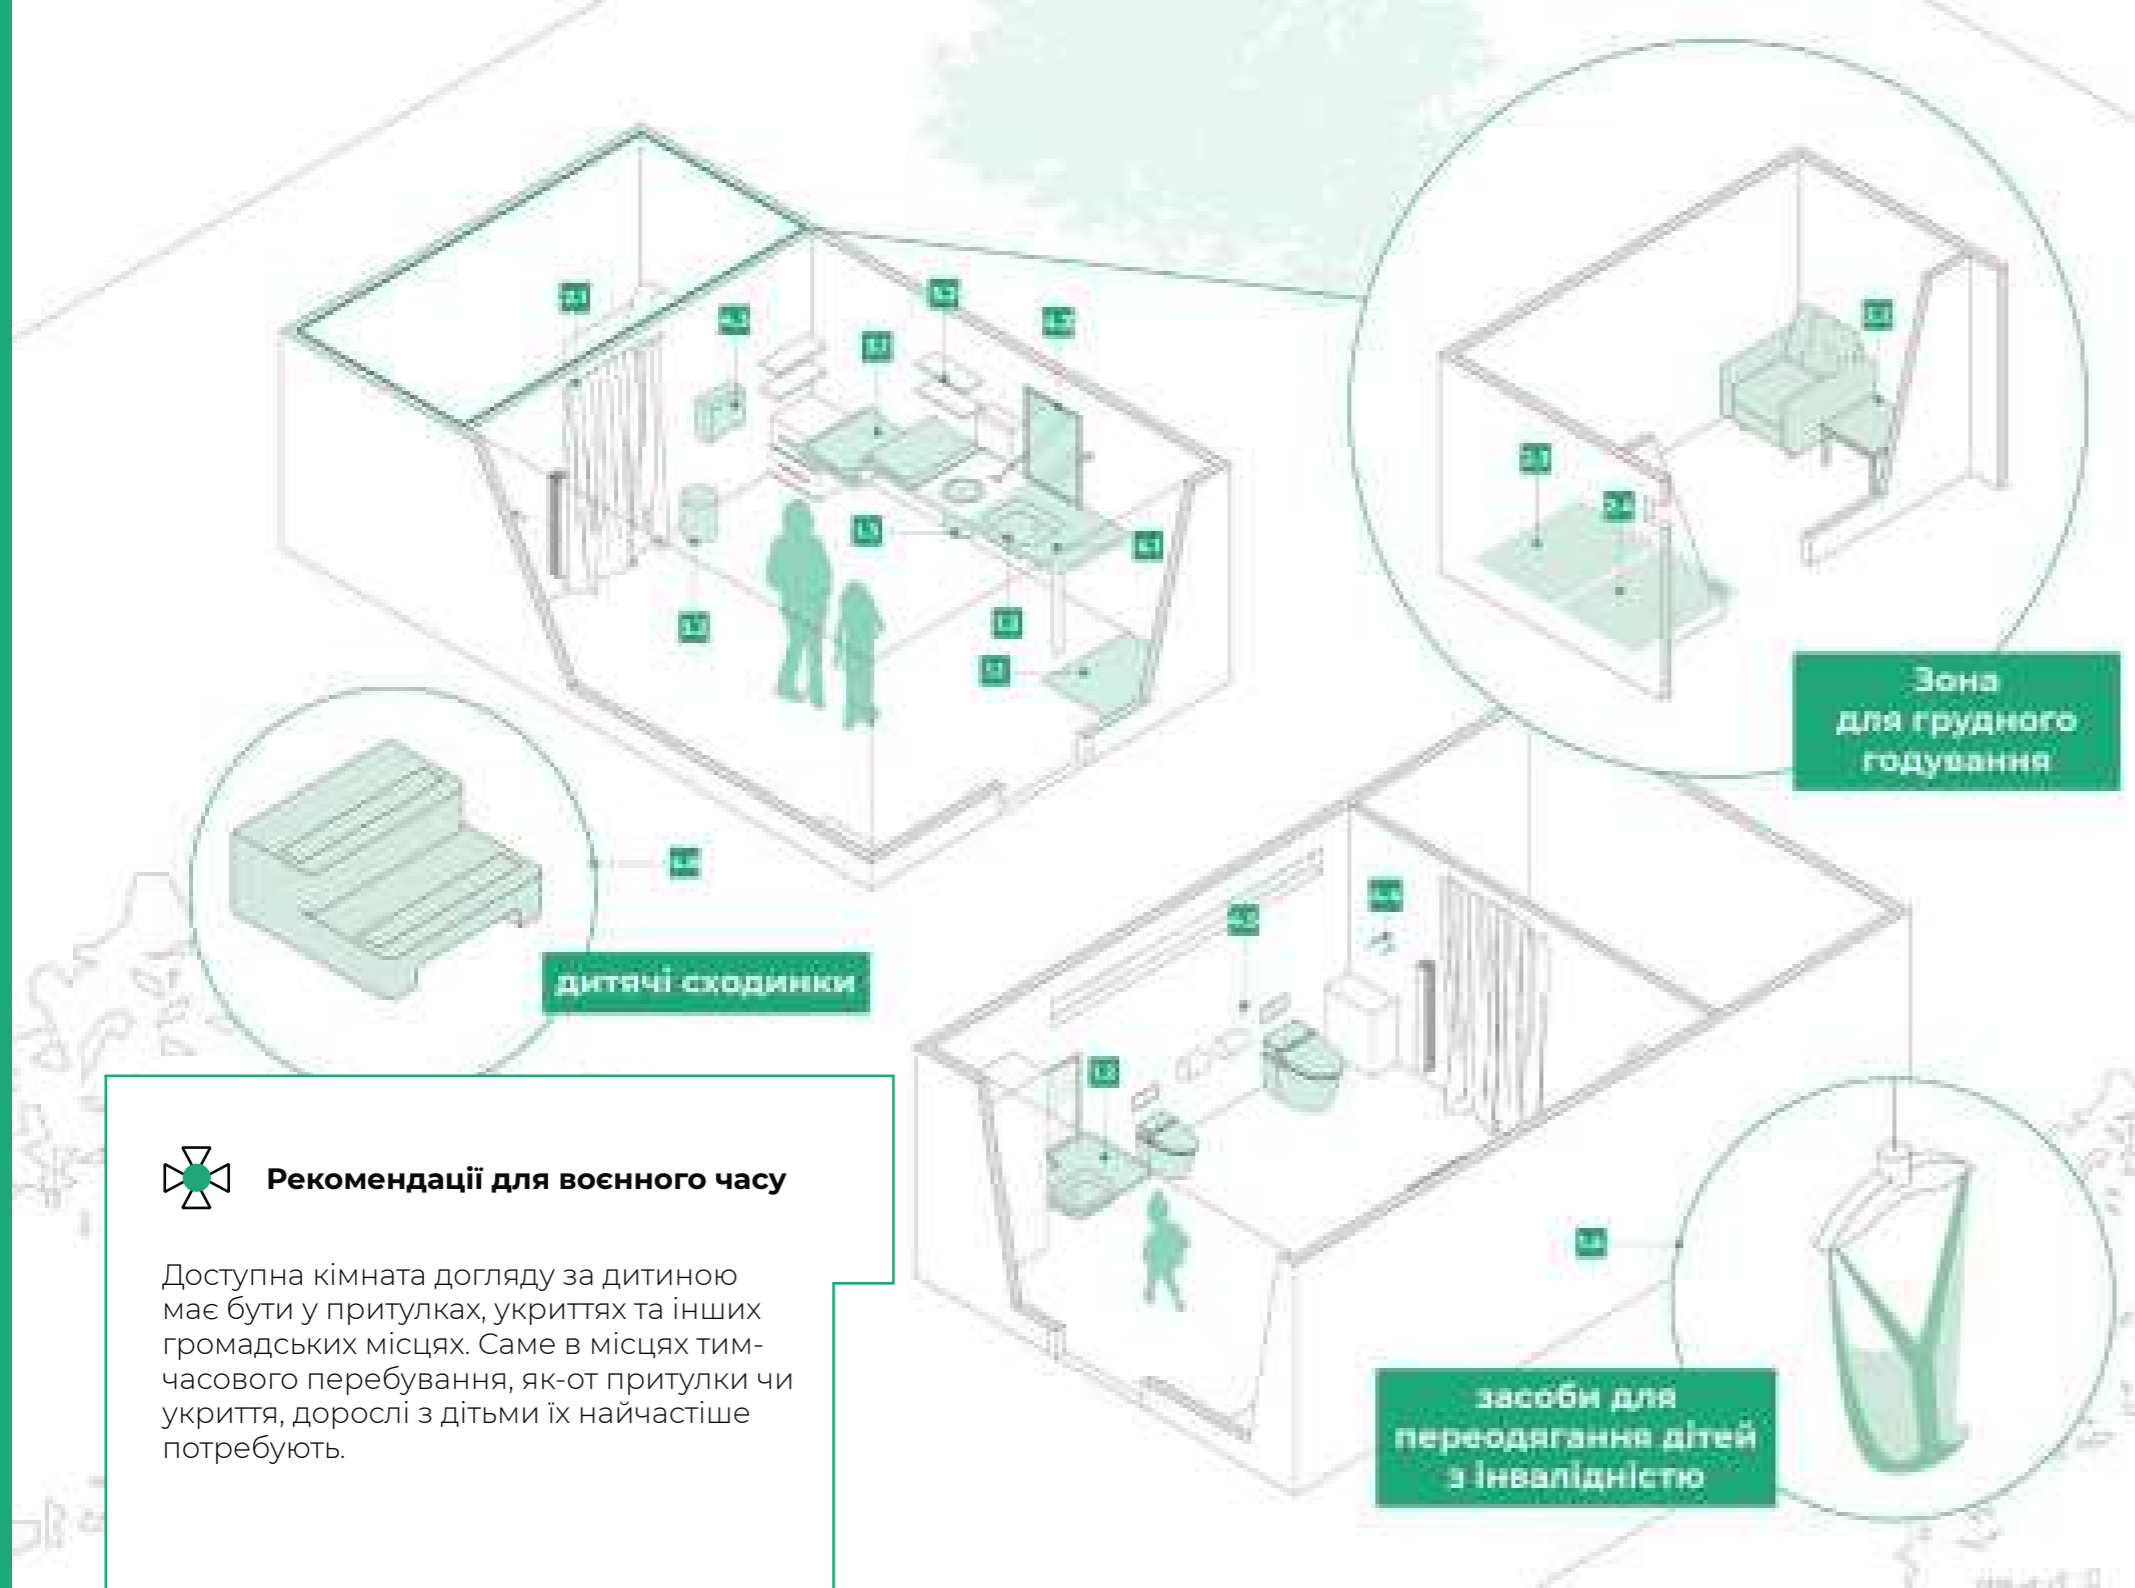 Зона
для грудного
годування
дитячі сходинки
Рекомендації для воєнного часу
Доступна кімната догляду за дитиною
має бути у притулках, укриттях та інших
громадських місцях. Саме в місцях тим-
часового перебування, як-от притулки чи
укриття, дорослі з дітьми їх найчастіше
потребують.
засоби для
переодягання дітей
з інвалідністю